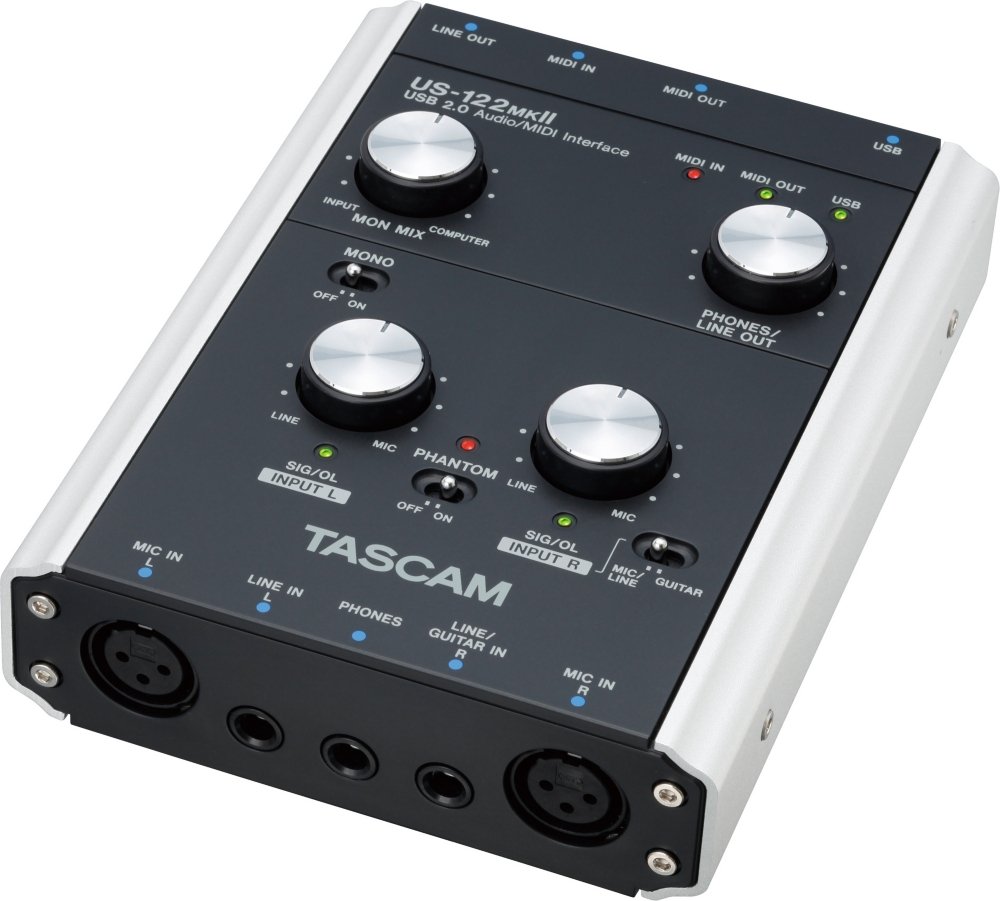 LINE OUT
MIDI IN
MIDI OUT
USB
US-122MKII
USB 2.0 Audio/MIDI Interface
MIDI IN
MIDI OUT
USB
INPUT
COMPUTER
MON MIX
PHONES/
LINE OUT
MONO
OFF ON
LINE
MIC
SIG/OL
INPUT L
PHANTOM
OFF ON
LINE
MIC
SIG/OL
INPUT R
MIC/
LINE
GUITAR
TASCAM
MIC IN
L
LINE IN
L
PHONES
LINE/
GUITAR IN
R
MIC IN
R